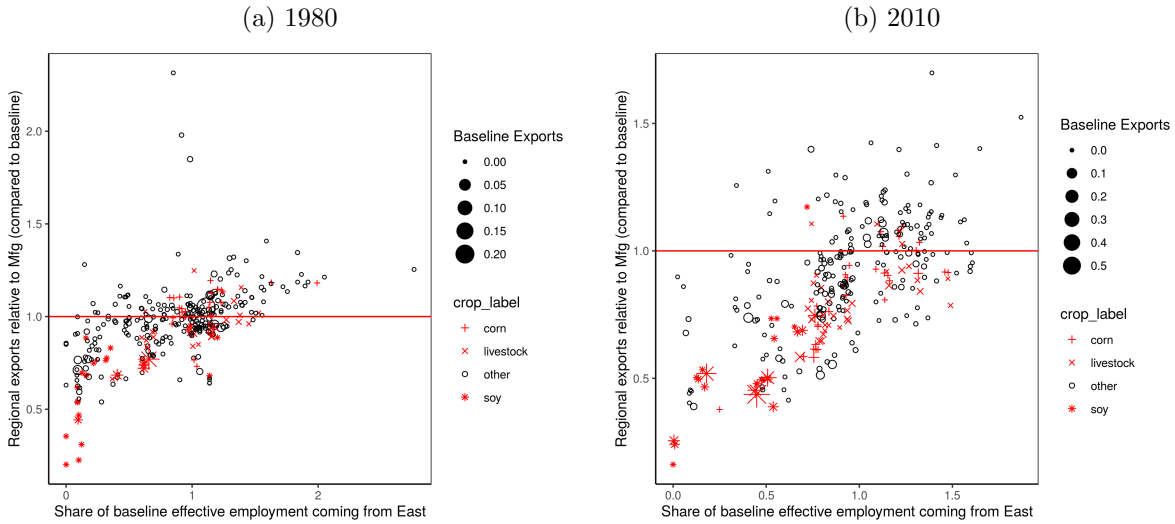 (a) 1980
Regional exports relative to Mfg (compared to baseline)
2.0
1.5
1.0
0.5
0
1
2
Share of baseline effective employment coming from East
Baseline Exports
0.00
0.05
0.10
0.15
0.20
crop_label
corn
livestock
other
soy
(b) 2010
Regional exports relative to Mfg (compared to baseline)
1.5
1.0
0.5
0.0
0.5
1.0
1.5
Share of baseline effective employment coming from East
Baseline Exports
0.0
0.1
0.2
0.3
0.4
0.5
crop_label
corn
livestock
other
soy